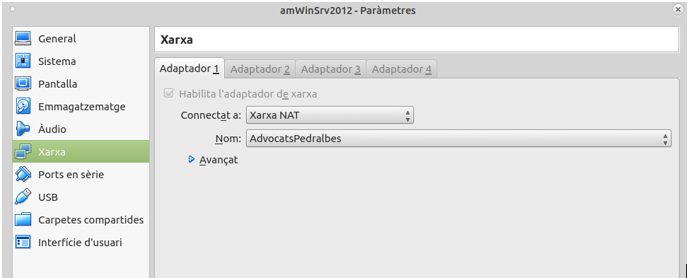 amWinSrv2012 - Paràmetres
General
Sistema
Pantalla
Emmagatzematge
Àudio
Xarxa
Ports en sèrie
USB
Carpetes compartides
Interfície d'usuari
Xarxa
Adaptador 1 Adaptador 2 Adaptador 3 Adaptador 4
Habilita l'adaptador de xarxa
Connectat a: Xarxa NAT
Nom: AdvocatsPedralbes
Avançat